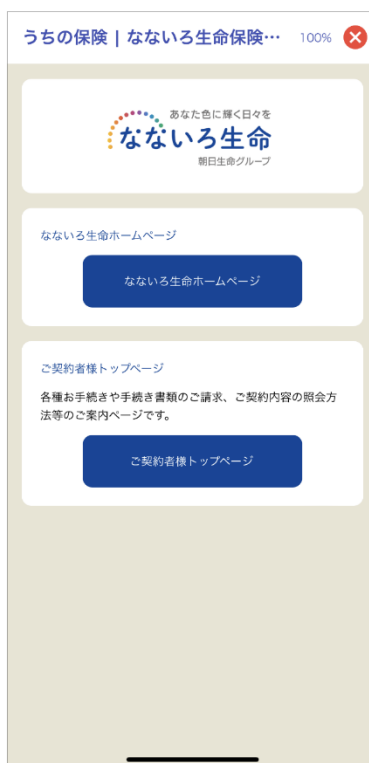 うちの保険 | なないろ生命保険… 100%
あなた色に輝く日々を
なないろ生命
朝日生命グループ
なないろ生命ホームページ
なないろ生命ホームページ
ご契約者様トップページ
各種お手続きや手続き書類のご請求、ご契約内容の照会方
法等のご案内ページです。
ご契約者様トップページ